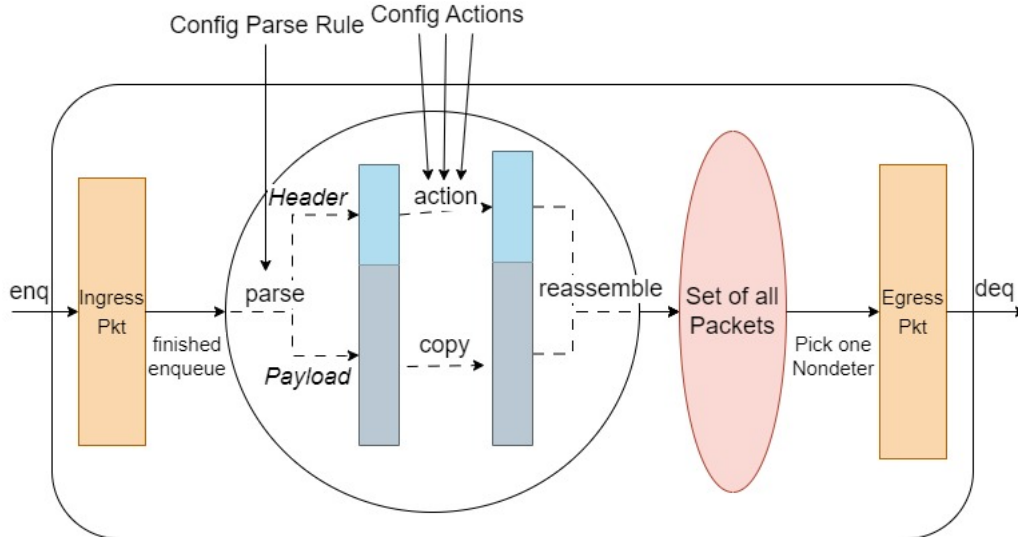 Config Parse Rule
Config Actions
enq
Ingress
Pkt
finished
enqueue
parse
Header
Payload
action
copy
reassemble
Set of all
Packets
Pick one
Nondeter
Egress
Pkt
deq